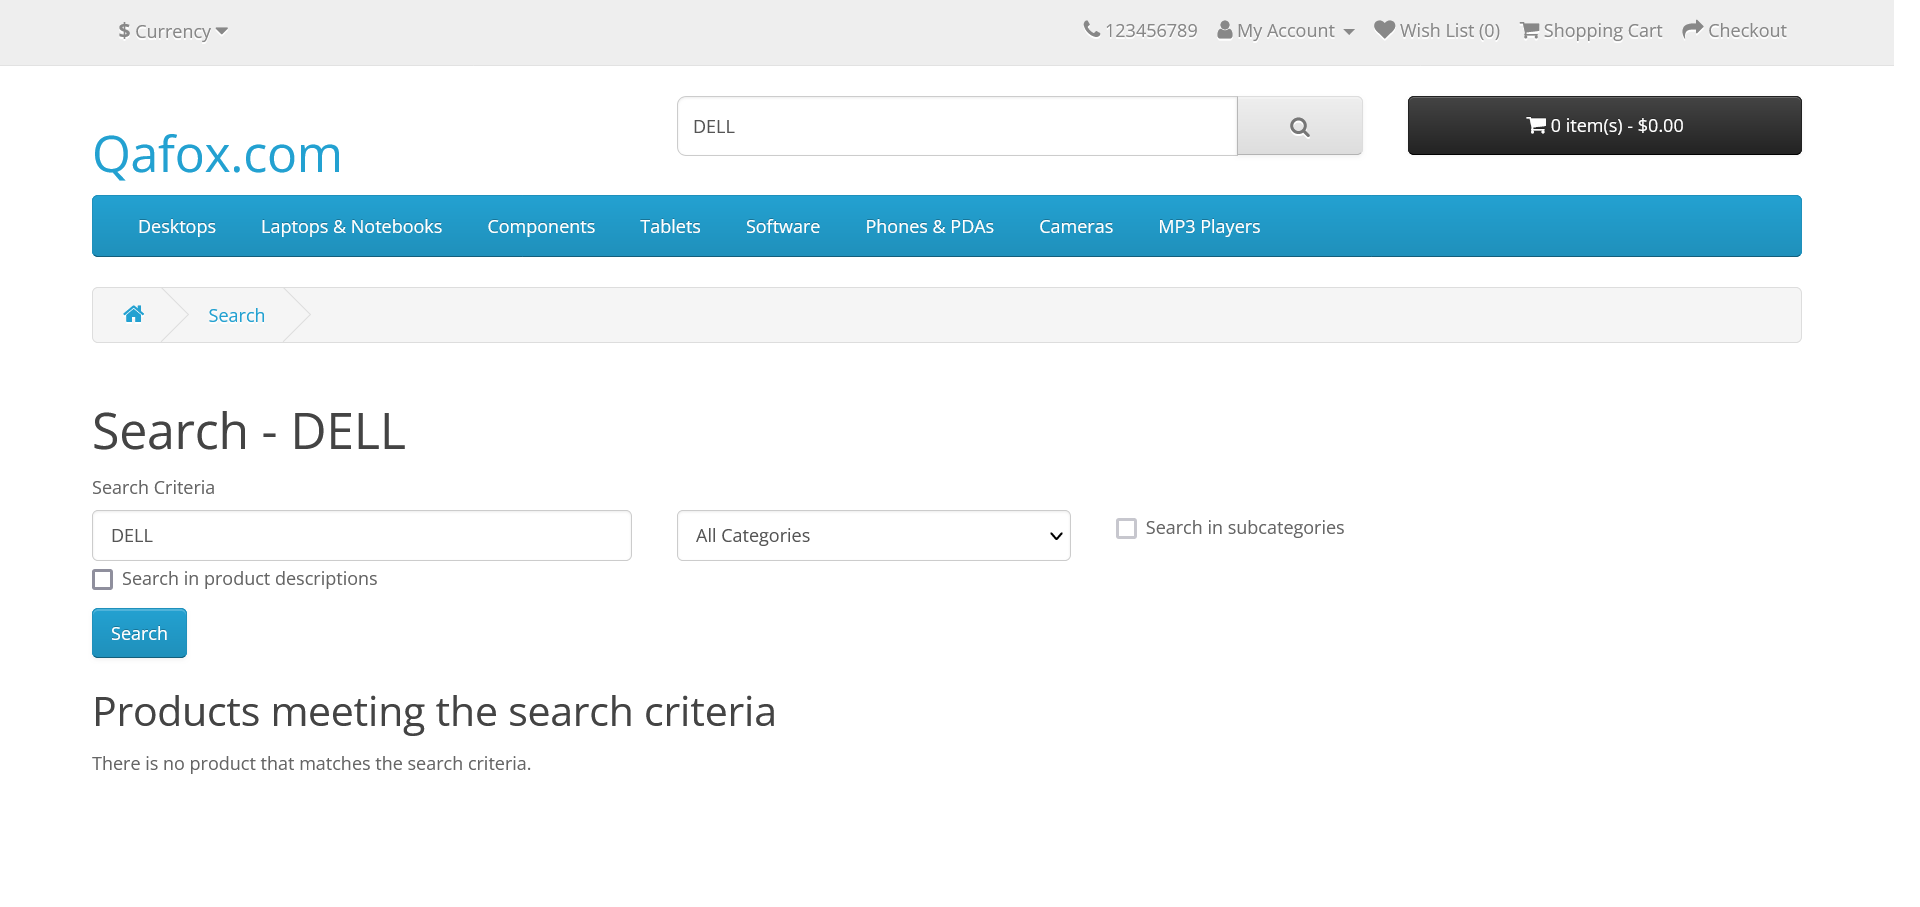 $ Currency
123456789 My Account Wish List (0) Shopping Cart Checkout
DELL
0 item(s) - $0.00
Qafox.com
Desktops Laptops & Notebooks Components Tablets Software Phones & PDAs Cameras MP3 Players
Search
Search - DELL
Search Criteria
DELL All Categories Search in subcategories
Search in product descriptions
Search
Products meeting the search criteria
There is no product that matches the search criteria.